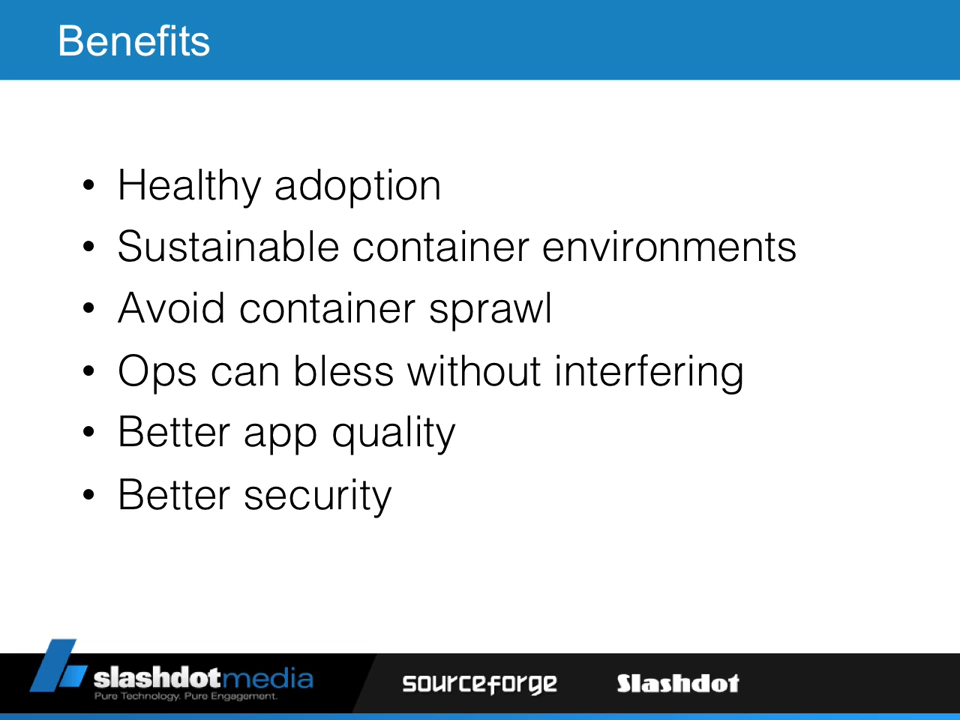 Benefits
• Healthy adoption
• Sustainable container environments
• Avoid container sprawl
• Ops can bless without interfering
• Better app quality
• Better security
slashdotmedia
Pure Technology. Pure Engagement.
sourceforge
Slashdot